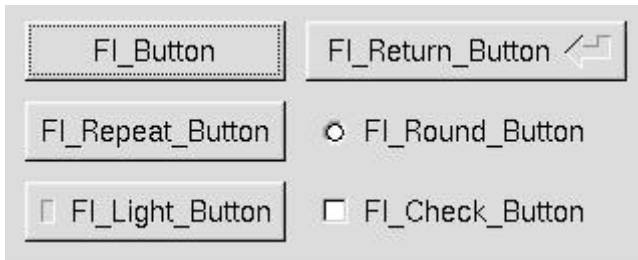 Fl_Button
Fl_Return_Button
Fl_Repeat_Button
Fl_Round_Button
Fl_Light_Button
Fl_Check_Button